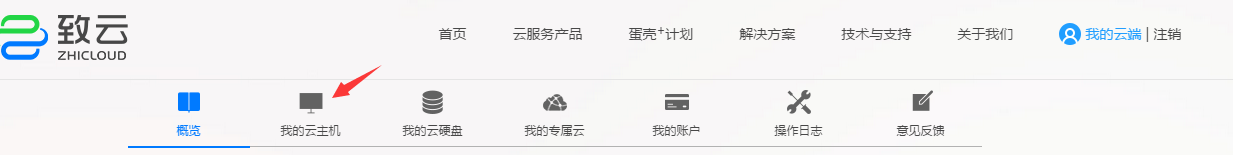 致云
ZHICLOUD
首页 云服务产品 蛋壳+计划 解决方案 技术与支持 关于我们 我的云端 | 注销
概览 我的云主机 我的云硬盘 我的专属云 我的账户 操作日志 意见反馈